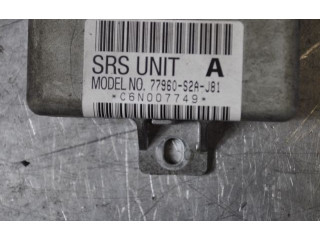 SRS UNIT A
MODEL NO. 77960-S2A-J81
*C6N007749*